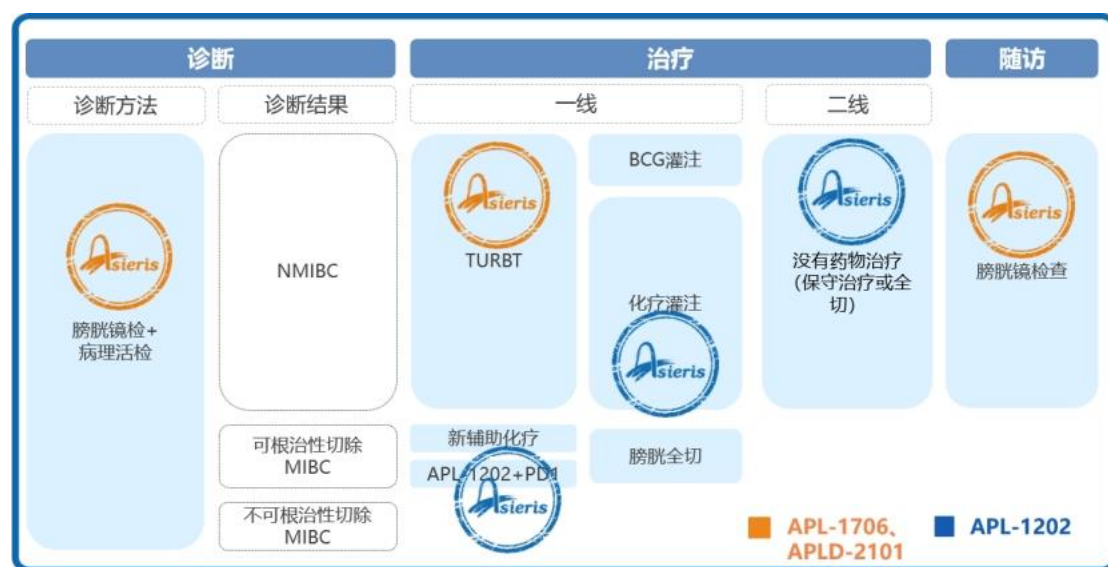 诊断
治疗
随访
诊断方法
诊断结果
一线
二线
Asieris
膀胱镜检+
病理活检
NMIBC
Asieris
TURBT
BCG灌注
化疗灌注
Asieris
Asieris
没有药物治疗
（保守治疗或全
切）
Asieris
膀胱镜检查
可根治性切除
MIBC
新辅助化疗
APL-1202+PD1
Asieris
膀胱全切
不可根治性切除
MIBC
APL-1706、
APLD-2101
APL-1202